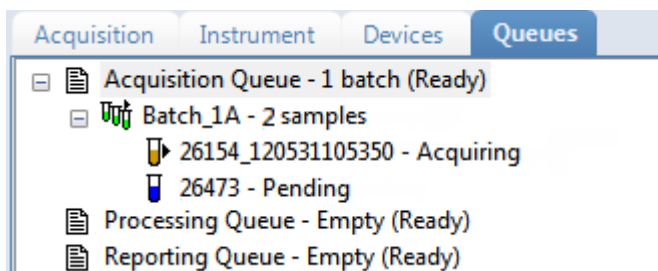 Acquisition Instrument Devices Queues
Acquisition Queue - 1 batch (Ready)
Batch_1A - 2 samples
26154_120531105350 - Acquiring
26473 - Pending
Processing Queue - Empty (Ready)
Reporting Queue - Empty (Ready)